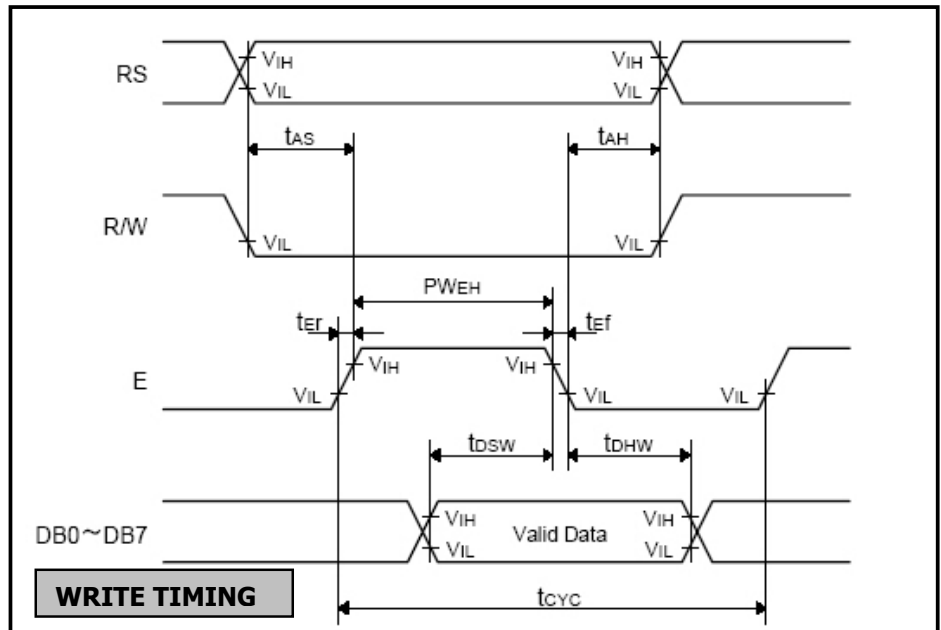 RS VIH VIH
VIL VIL
tAS tAH
R/W
VIL VIL
PWEH
tEr tEf
E VIH VIH
VIL VIL VIL
tDSW tDHW
DB0～DB7 VIH Valid Data VIH
VIL VIL
WRITE TIMING
tCYC